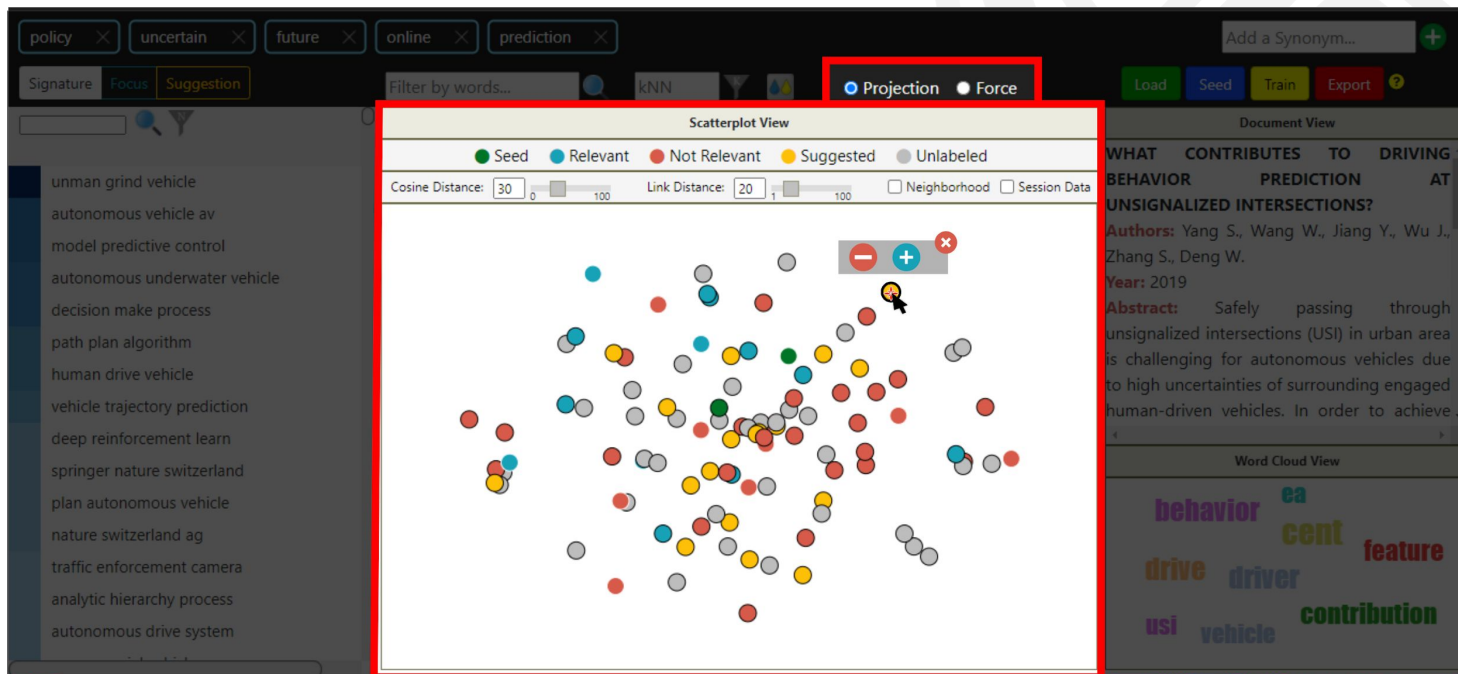 policy
uncertain
future
online
prediction
Add a Synonym...
Signature Focus Suggestion
Filter by words...
kNN
Projection Force
Load Seed Train Export ?
Scatterplot View
Seed Relevant Not Relevant Suggested Unlabeled
Cosine Distance: 30 0 100 Link Distance: 20 1 100 Neighborhood Session Data
unman grind vehicle
autonomous vehicle av
model predictive control
autonomous underwater vehicle
decision make process
path plan algorithm
human drive vehicle
vehicle trajectory prediction
deep reinforcement learn
springer nature switzerland
plan autonomous vehicle
nature switzerland ag
traffic enforcement camera
analytic hierarchy process
autonomous drive system
Document View
WHAT CONTRIBUTES TO DRIVING
BEHAVIOR PREDICTION AT
UNSIGNALIZED INTERSECTIONS?
Authors: Yang S., Wang W., Jiang Y., Wu J.,
Zhang S., Deng W.
Year: 2019
Abstract: Safely passing through
unsignalized intersections (USI) in urban area
is challenging for autonomous vehicles due
to high uncertainties of surrounding engaged
human-driven vehicles. In order to achieve
Word Cloud View
behavior
ea
cent
feature
drive
driver
contribution
usi
vehicle